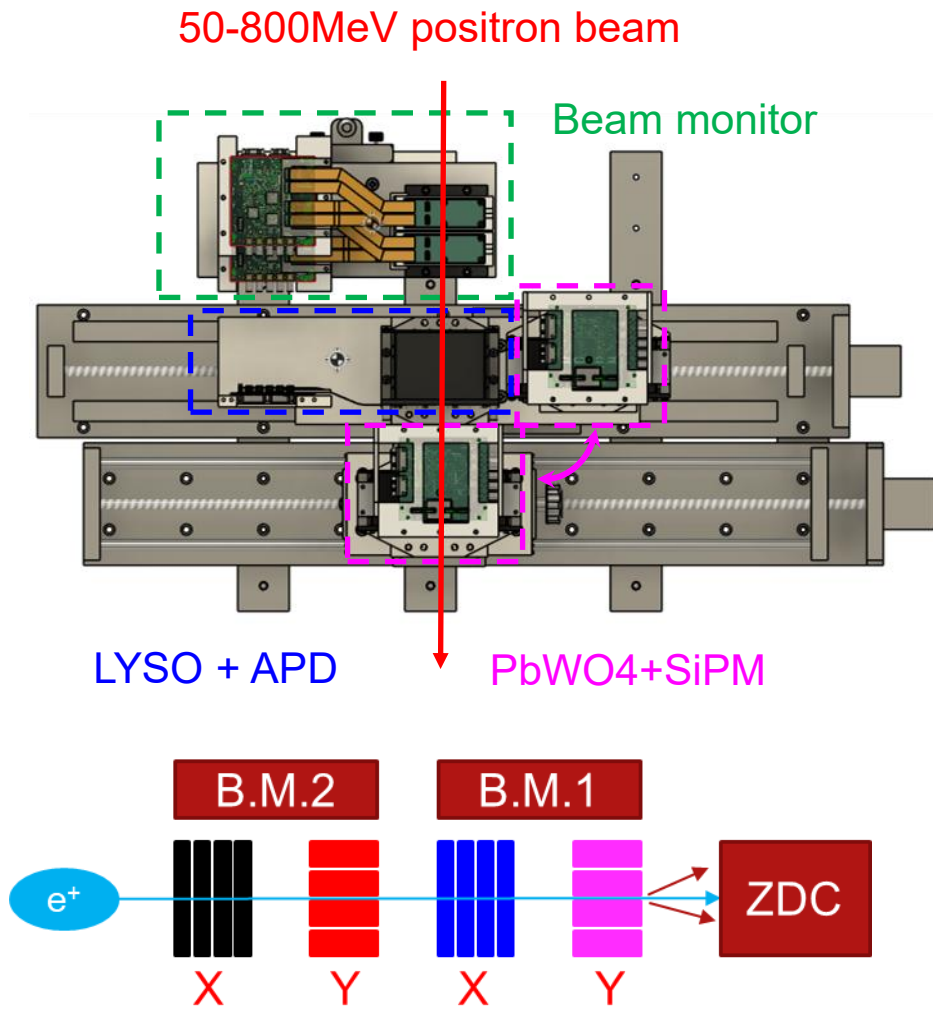 50-800MeV positron beam
Beam monitor
LYSO + APD
PbWO4+SiPM
B.M.2
B.M.1
e+
ZDC
X
Y
X
Y